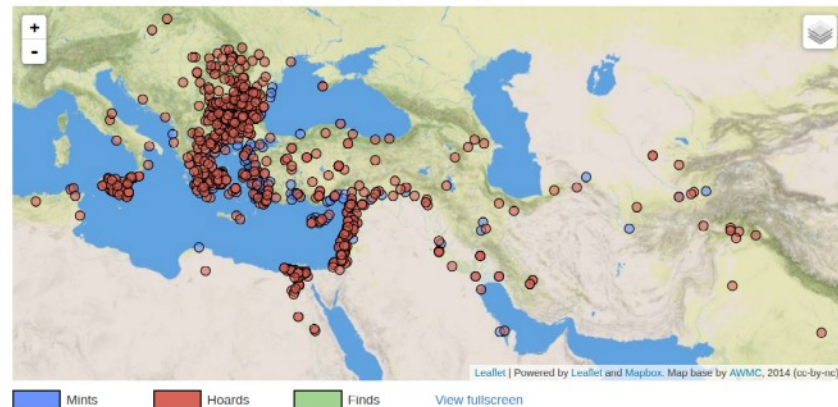 +
-
Leaflet | Powered by Leaflet and Mapbox. Map base by AWMC, 2014 (cc-by-nc)
Mints Hoards Finds View fullscreen